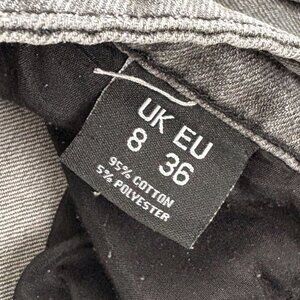 UK EU
8 36
95% COTTON
5% POLYESTER